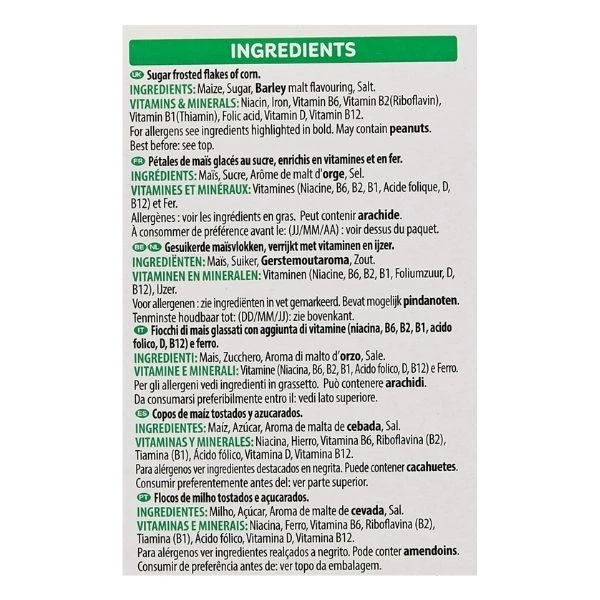 INGREDIENTS
UK Sugar frosted flakes of corn.
INGREDIENTS: Maize, Sugar, Barley malt flavouring, Salt.
VITAMINS & MINERALS: Niacin, Iron, Vitamin B6, Vitamin B2(Riboflavin),
Vitamin B1(Thiamin), Folic acid, Vitamin D, Vitamin B12.
For allergens see ingredients highlighted in bold. May contain peanuts.
Best before: see top.
FR Pétales de maïs glacés au sucre, enrichis en vitamines et en fer.
INGRÉDIENTS: Maïs, Sucre, Arôme de malt d'orge, Sel.
VITAMINES ET MINÉRAUX: Vitamines (Niacine, B6, B2, B1, Acide folique, D,
B12) et Fer.
Allergènes : voir les ingrédients en gras. Peut contenir arachide.
À consommer de préférence avant le: (JJ/MM/AA) : voir dessus du paquet.
BE NL Gesuikerde maïsvlokken, verrijkt met vitaminen en ijzer.
INGREDIËNTEN: Maïs, Suiker, Gerstemoutaroma, Zout.
VITAMINEN EN MINERALEN: Vitaminen (Niacine, B6, B2, B1, Foliumzuur, D,
B12), IJzer.
Voor allergenen : zie ingrediënten in vet gemarkeerd. Bevat mogelijk pindanoten.
Tenminste houdbaar tot: (DD/MM/JJ): zie bovenkant.
IT Fiocchi di mais glassati con aggiunta di vitamine (niacina, B6, B2, B1, acido
folico, D, B12) e ferro.
INGREDIENTI: Mais, Zucchero, Aroma di malto d'orzo, Sale.
VITAMINE E MINERALI: Vitamine (Niacina, B6, B2, B1, Acido folico, D, B12) e Ferro.
Per gli allergeni vedi ingredienti in grassetto. Può contenere arachidi.
Da consumarsi preferibilmente entro il: vedi lato superiore.
ES Copos de maíz tostados y azucarados.
INGREDIENTES: Maíz, Azúcar, Aroma de malta de cebada, Sal.
VITAMINAS Y MINERALES: Niacina, Hierro, Vitamina B6, Riboflavina (B2),
Tiamina (B1), Ácido fólico, Vitamina D, Vitamina B12.
Para alérgenos ver ingredientes destacados en negrita. Puede contener cacahuetes.
Consumir preferentemente antes del: ver parte superior.
PT Flocos de milho tostados e açucarados.
INGREDIENTES: Milho, Açúcar, Aroma de malte de cevada, Sal.
VITAMINAS E MINERAIS: Niacina, Ferro, Vitamina B6, Riboflavina (B2),
Tiamina (B1), Ácido fólico, Vitamina D, Vitamina B12
Para alérgenos ver ingredientes realçados a negrito. Pode conter amendoins.
Consumir de preferência antes de: ver topo da embalagem.